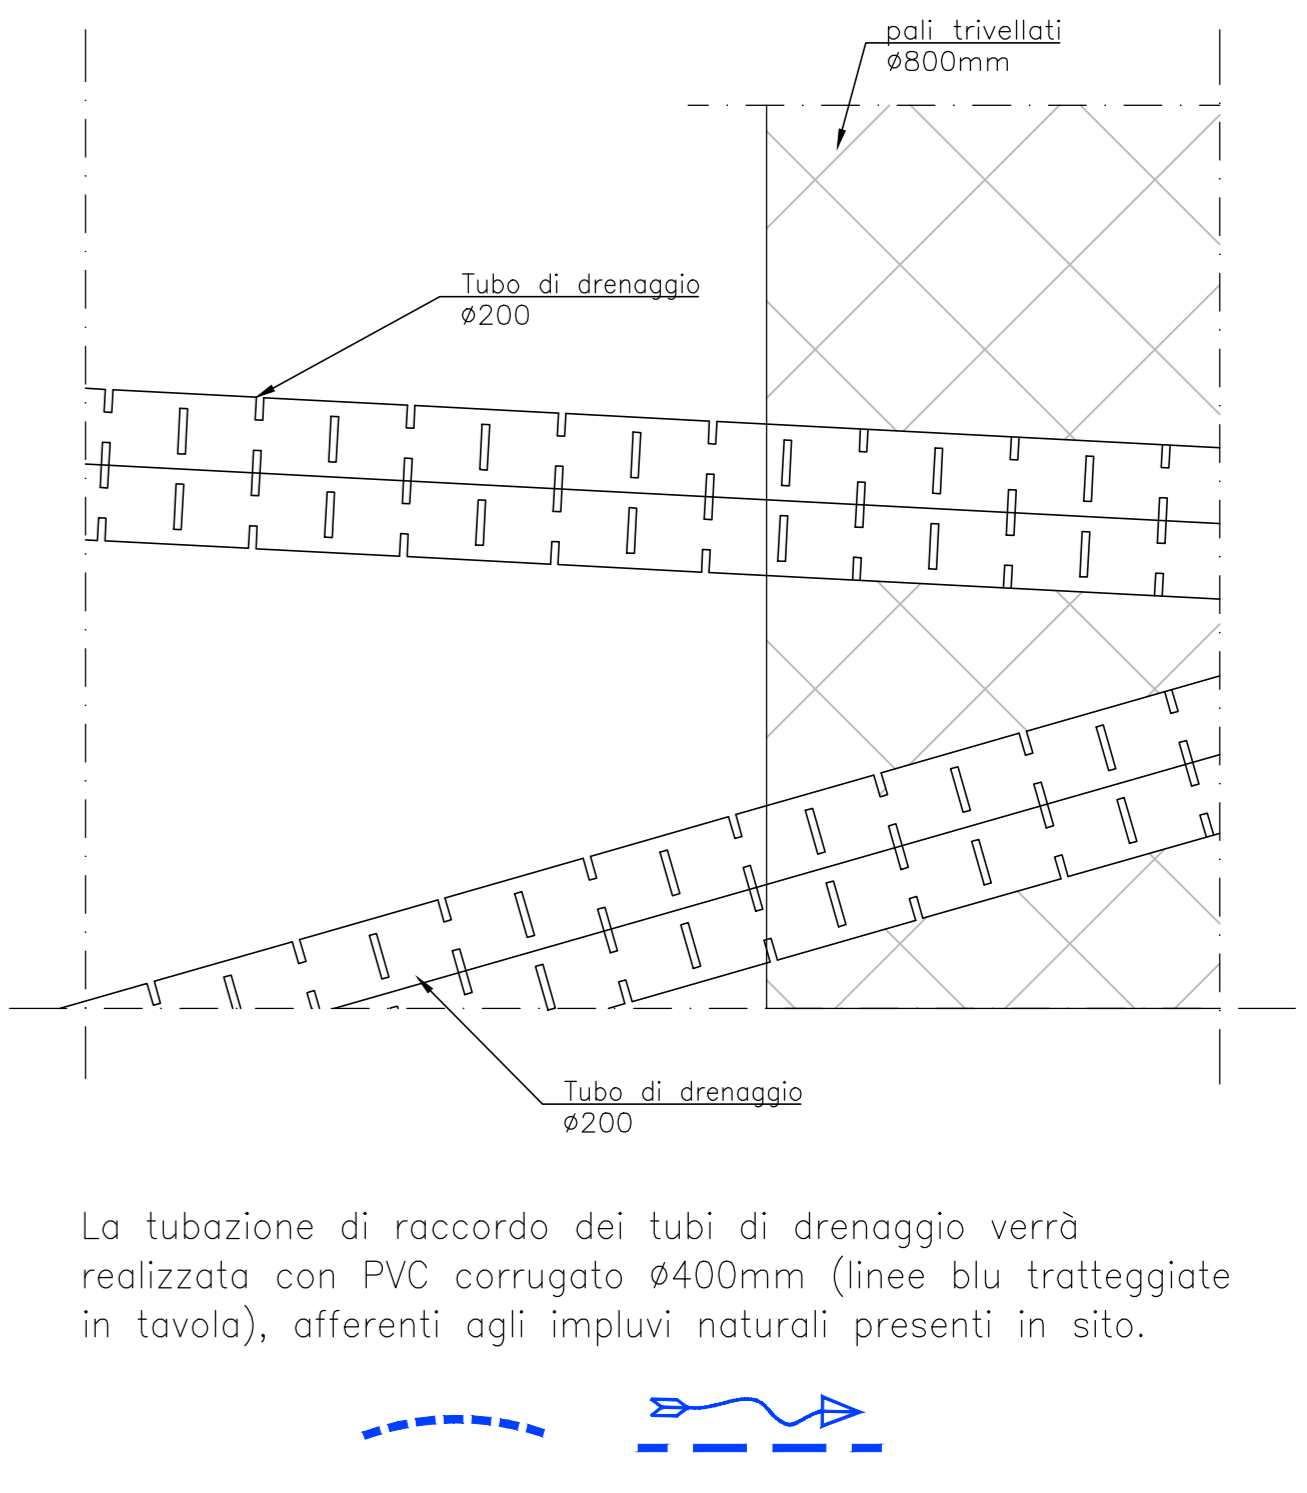 pali trivellati
Ø800mm
Tubo di drenaggio
Ø200
Tubo di drenaggio
Ø200
La tubazione di raccordo dei tubi di drenaggio verrà
realizzata con PVC corrugato Ø400mm (linee blu tratteggiate
in tavola), afferenti agli impluvi naturali presenti in sito.